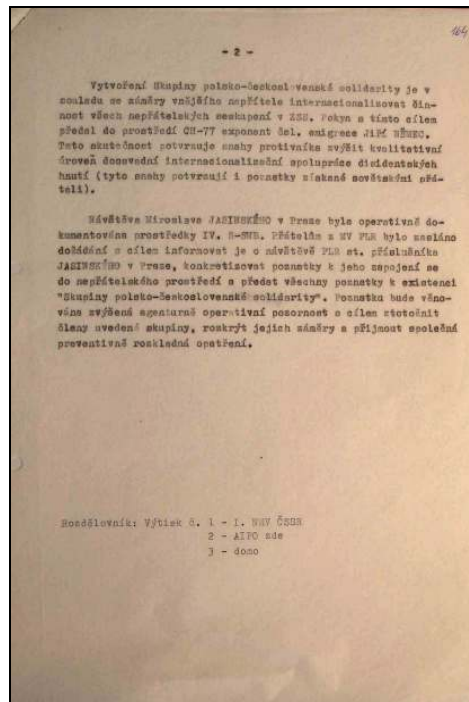 164
- 2 -
Vytvoření Skupiny polsko-československá solidarity je v
souladu se záměry vnějšího nepřítele internacionalizovat čin-
nost všech nepřátelských seskupení v ZSS. Pokyn s tímto cílem
předal do prostředí CH-77 exponent čsl. emigrace JIŘÍ NĚMEC.
Tato skutečnost potvrzuje snahy protivníka zvýšit kvalitativní
úroveň dosavadní internacionalizační spolupráce disidentských
hnutí (tyto snahy potvrzují i poznatky získané sovětskými přá-
teli).
Návštěva Miroslava JASINSKÉHO v Praze byla operativně do-
kumentována prostředky IV. S-SNB. Přátelům z MV PLR bylo zasláno
dožádání s cílem informovat je o návštěvě PLR st. příslušníka
JASINSKÉHO v Praze, konkretizovat poznatky k jeho zapojení se
do nepřátelského prostředí a předat všechny poznatky k existenci
"Skupiny polsko-československé solidarity". Poznatku bude věno-
vána zvýšená agenturně operativní pozornost s cílem ztotožnit
členy uvedené skupiny, rozkrýt jejich záměry a přijmout společná
preventivně rozkladná opatření.
Rozdělovník: Výtisk č. 1 - I. NMV ČSSR
2 - AIPO zde
3 - domo